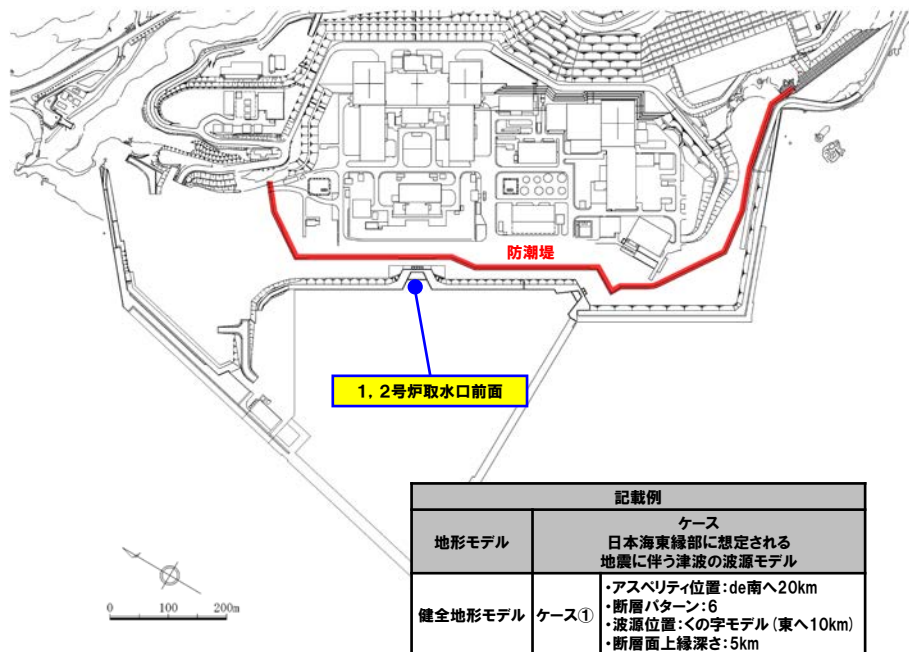 防潮堤
1,2号炉取水口前面
記載例
地形モデル
ケース
日本海東縁部に想定される
地震に伴う津波の波源モデル
健全地形モデル
ケース①
・アスペリティ位置:de南へ20km
・断層パターン:6
・波源位置:くの字モデル(東へ10km)
・断層面上縁深さ:5km
0 100 200m